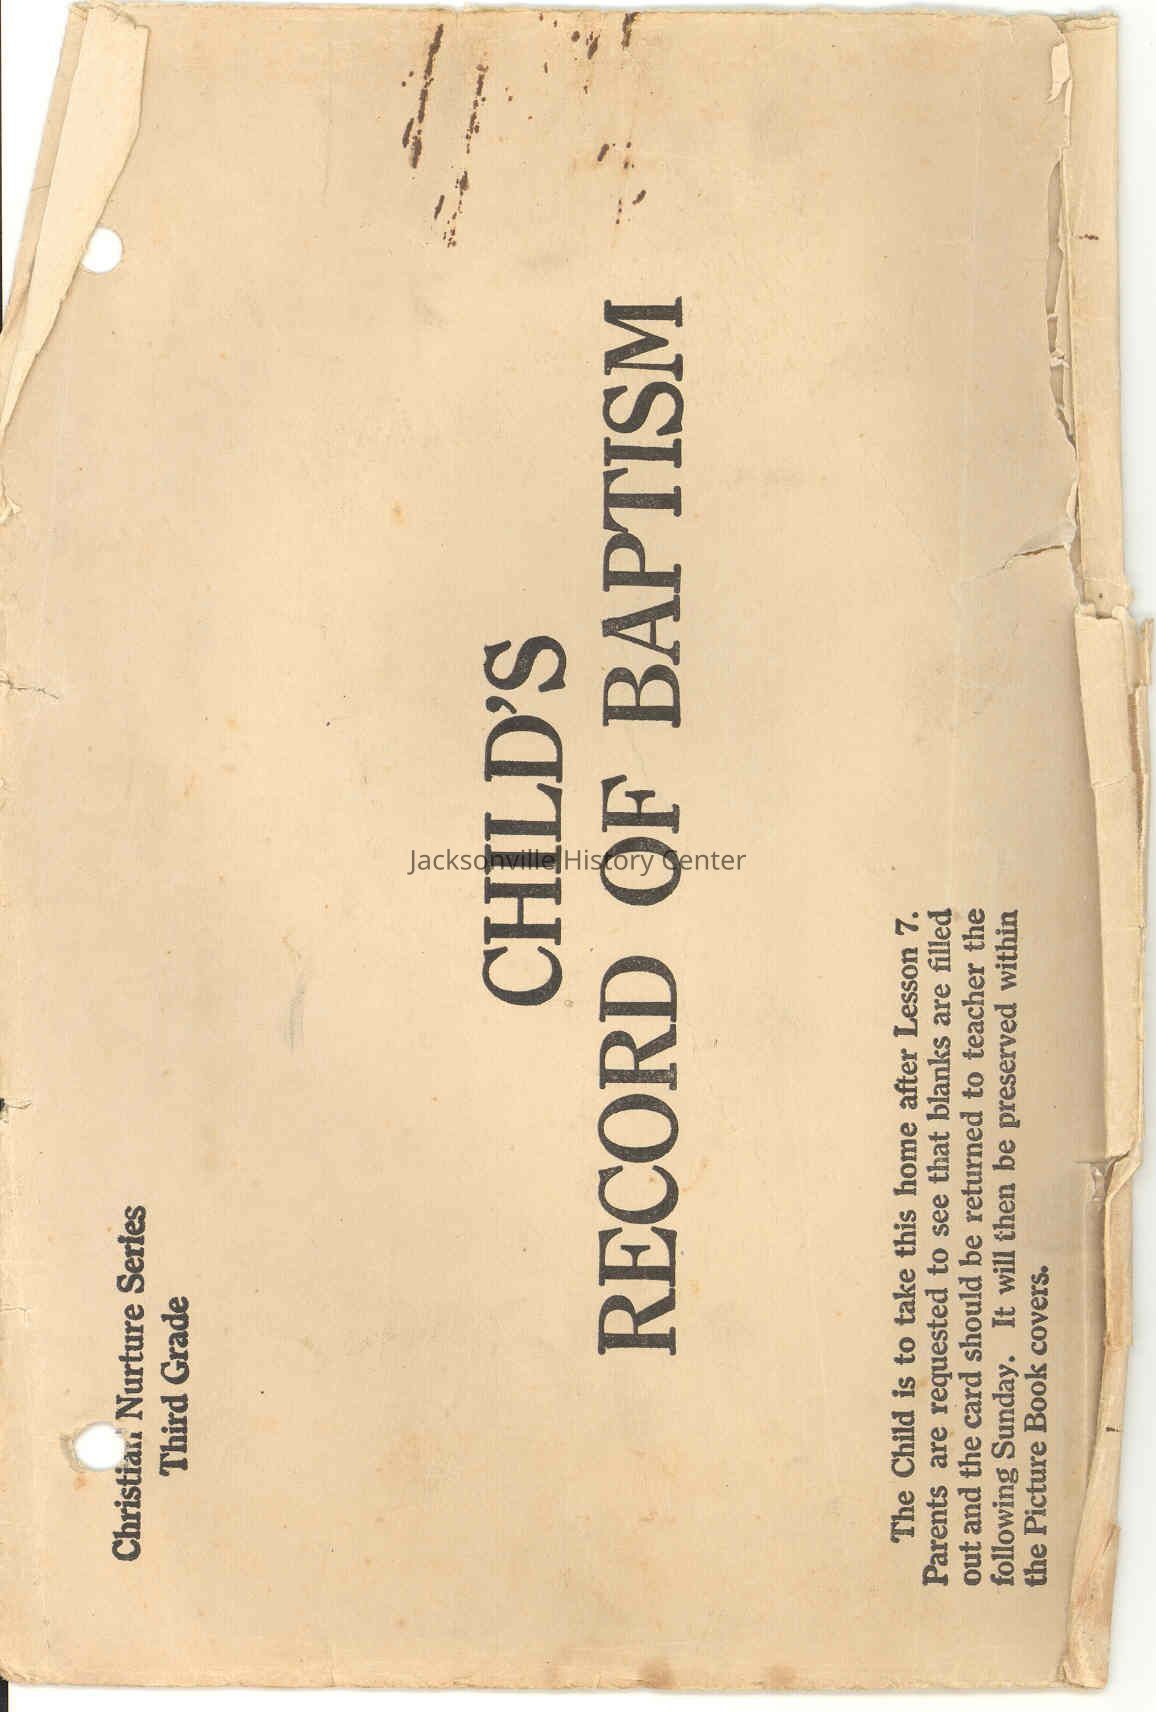 Christian Nurture Series
Third Grade
CHILD'S
RECORD OF BAPTISM
The Child is to take this home after Lesson 7.
Parents are requested to see that blanks are filled
out and the card should be returned to teacher the
following Sunday. It will then be preserved within
the Picture Book covers.
Jacksonville History Center